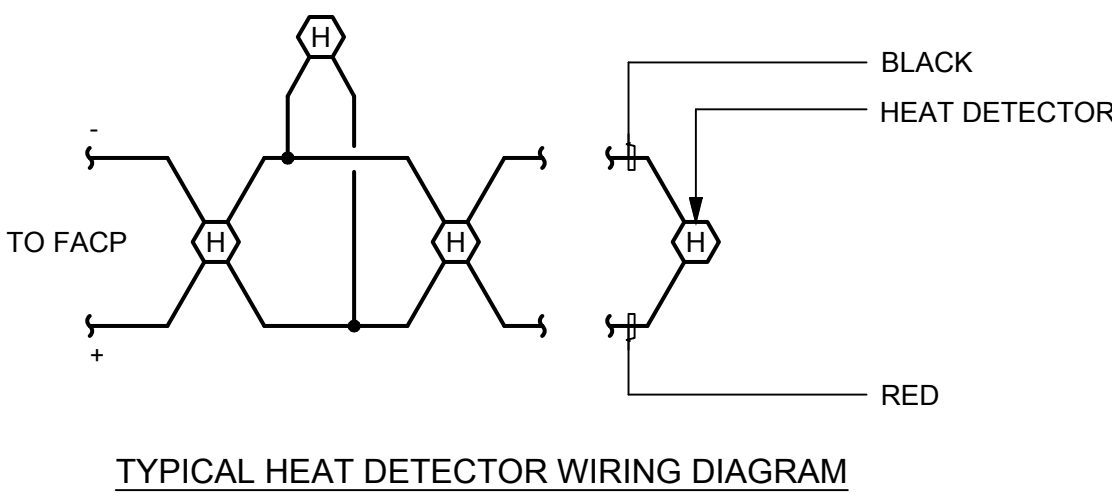 H
-
BLACK
HEAT DETECTOR
TO FACP
H
H
H
+
RED
TYPICAL HEAT DETECTOR WIRING DIAGRAM